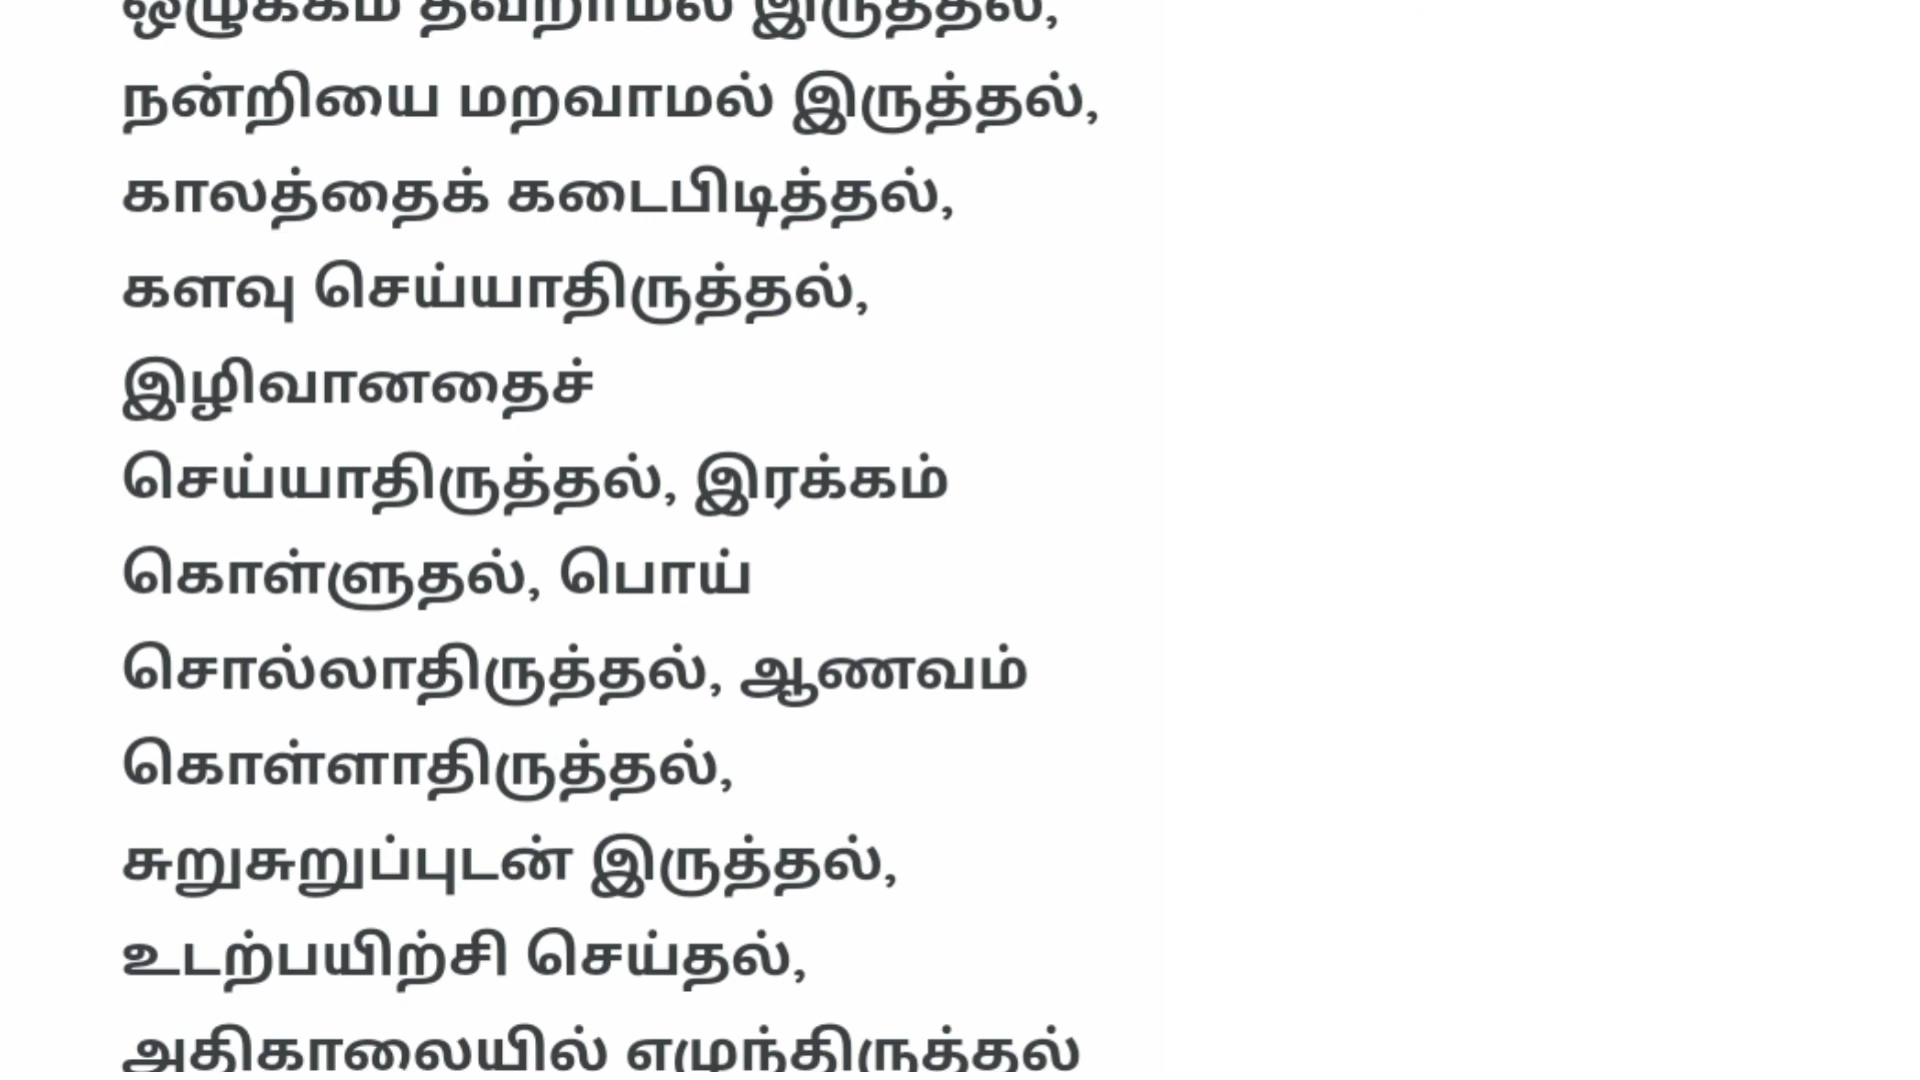 ஒழுக்கம் தவறாமல் இருத்தல்,
நன்றியை மறவாமல் இருத்தல்,
காலத்தைக் கடைபிடித்தல்,
களவு செய்யாதிருத்தல்,
இழிவானதைச்
செய்யாதிருத்தல், இரக்கம்
கொள்ளுதல், பொய்
சொல்லாதிருத்தல், ஆணவம்
கொள்ளாதிருத்தல்,
சுறுசுறுப்புடன் இருத்தல்,
உடற்பயிற்சி செய்தல்,
அதிகாலையில் எழுந்திருத்தல்